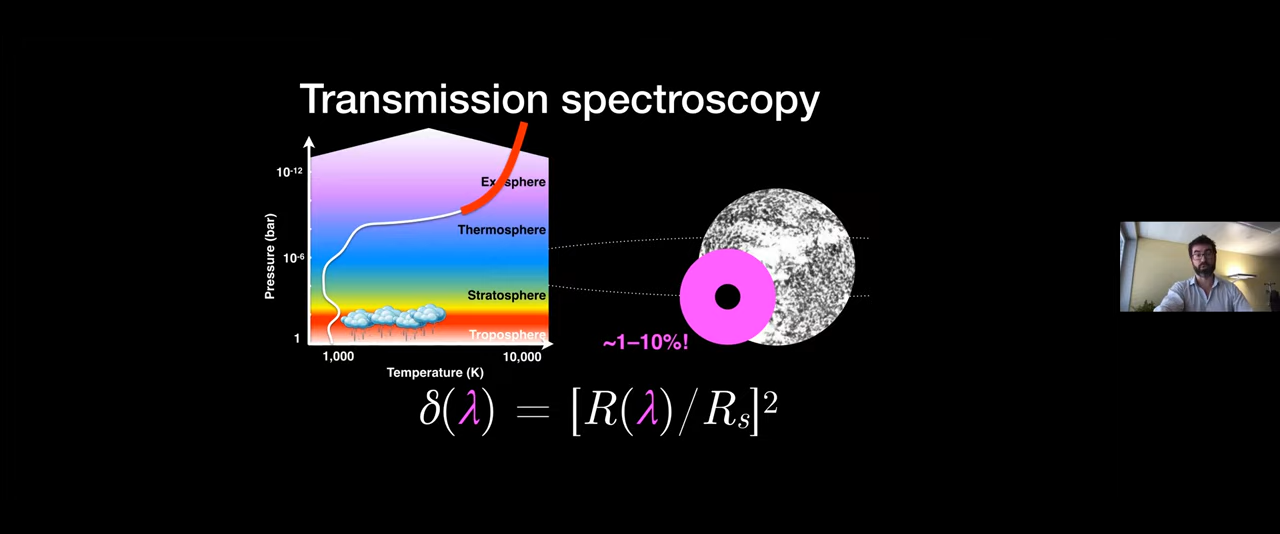 Transmission spectroscopy
10-12
Exosphere
Thermosphere
10-6
Stratosphere
Troposphere
1
1,000
10,000
Temperature (K)
Pressure (bar)
~1–10%!
δ(λ) = [R(λ)/Rs]²